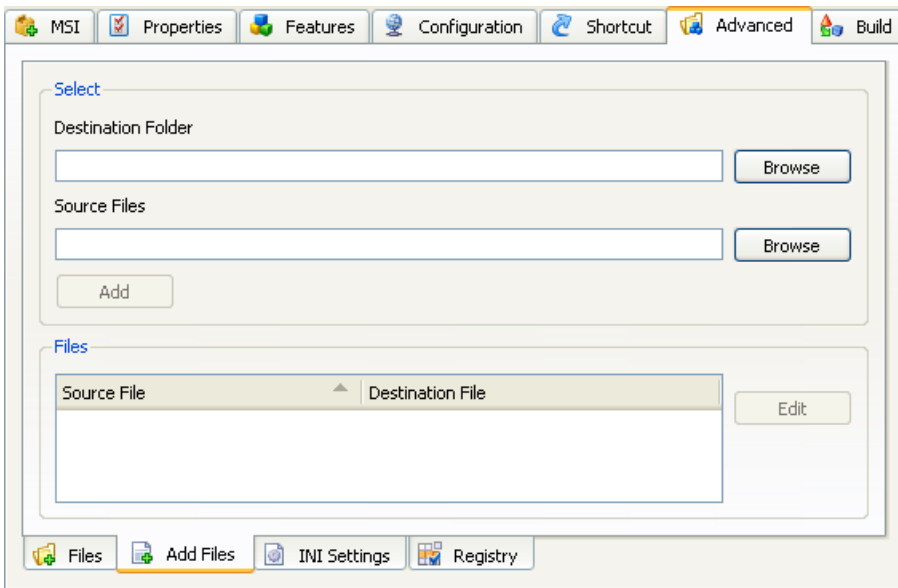 MSI Properties Features Configuration Shortcut Advanced Build
Select
Destination Folder
Browse
Source Files
Browse
Add
Files
Source File Destination File
Edit
Files Add Files INI Settings Registry